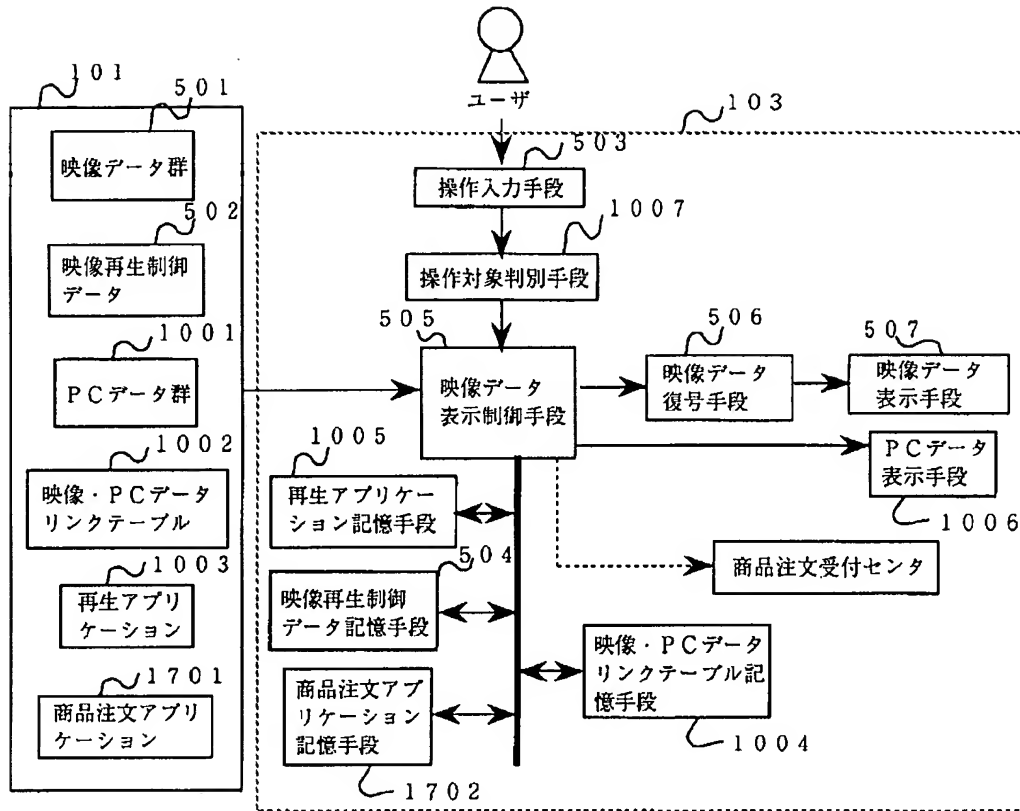 ユーザ
101
501
映像データ群
502
映像再生制御
データ
1001
PCデータ群
1002
映像・PCデータ
リンクテーブル
1003
再生アプリ
ケーション
1701
商品注文アプリ
ケーション
103
503
操作入力手段
1007
操作対象判別手段
505
映像データ
表示制御手段
506
映像データ
復号手段
507
映像データ
表示手段
PCデータ
表示手段
1006
1005
再生アプリケー
ション記憶手段
商品注文受付センタ
504
映像再生制御
データ記憶手段
映像・PCデータ
リンクテーブル記
憶手段
1004
商品注文アプ
リケーション
記憶手段
1702